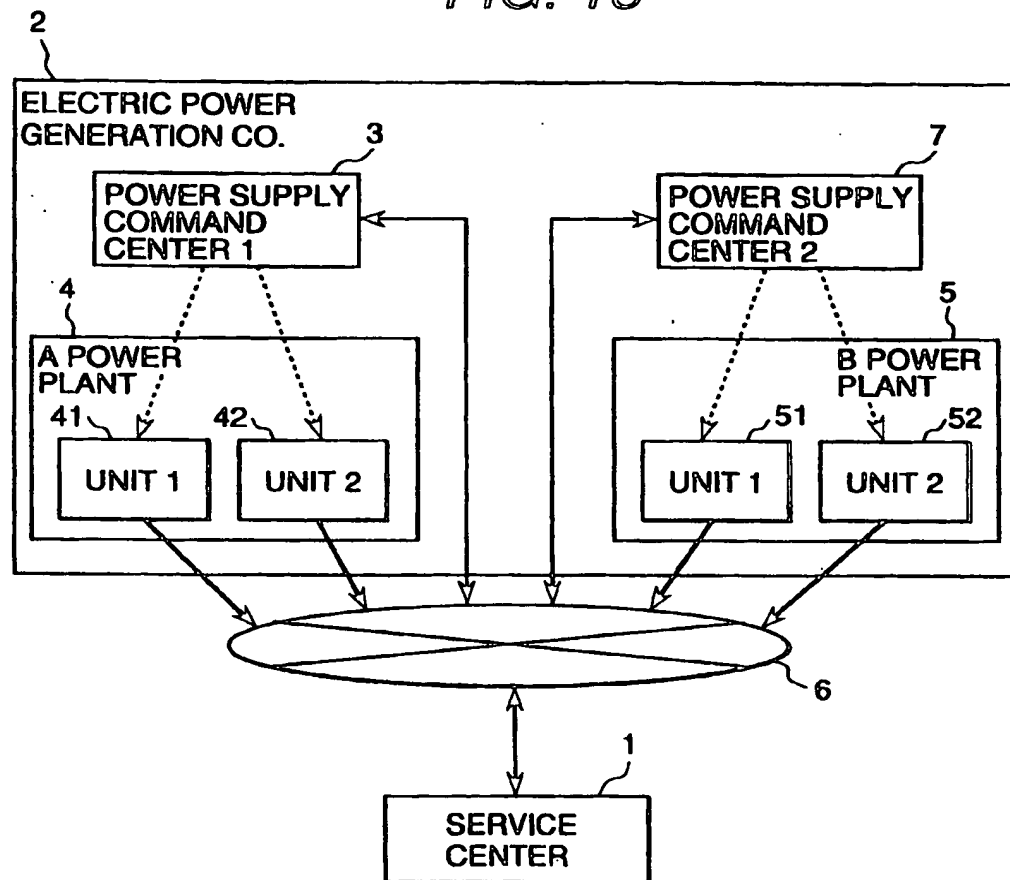 2
ELECTRIC POWER
GENERATION CO.
3
POWER SUPPLY
COMMAND
CENTER 1
7
POWER SUPPLY
COMMAND
CENTER 2
4
A POWER
PLANT
41
UNIT 1
42
UNIT 2
5
B POWER
PLANT
51
UNIT 1
52
UNIT 2
6
1
SERVICE
CENTER